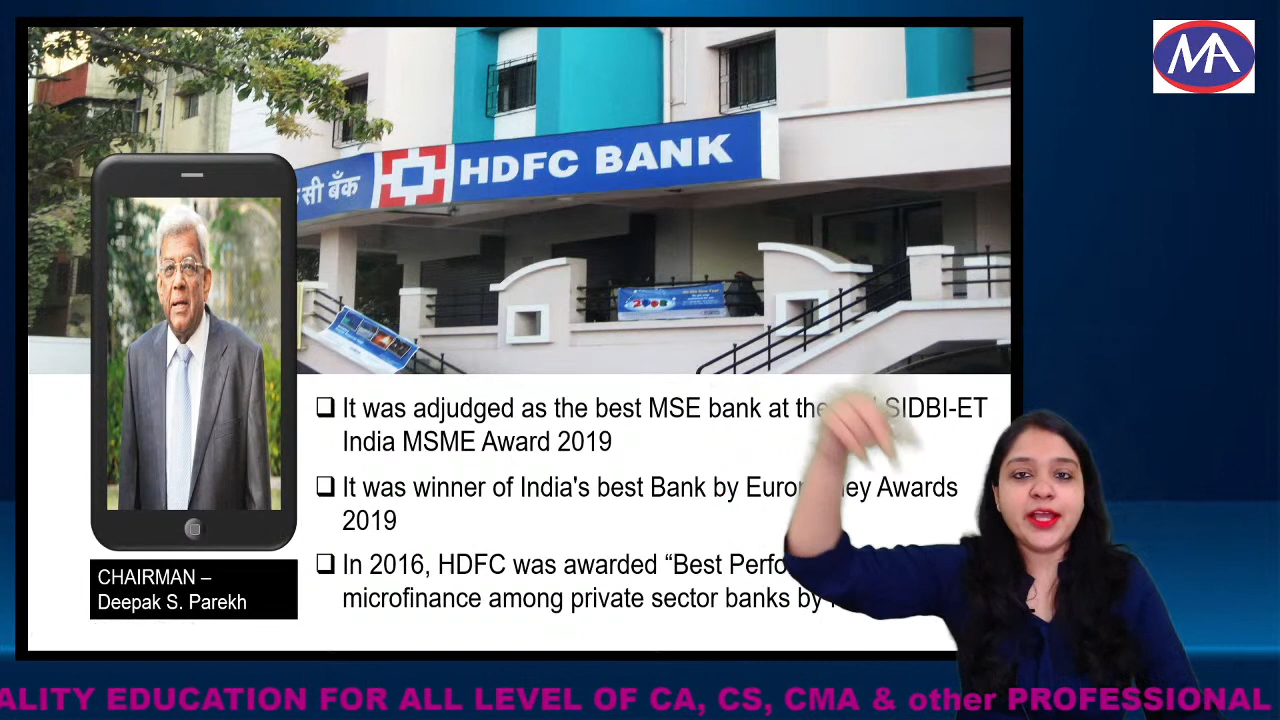 MA
सी बैंक
HDFC BANK
2008
It was adjudged as the best MSE bank at the SIDBI-ET
India MSME Award 2019
It was winner of India's best Bank by Awards
2019
In 2016, HDFC was awarded “Best
microfinance among private sector banks by
CHAIRMAN –
Deepak S. Parekh
EDUCATION FOR ALL LEVEL OF CA, CS, CMA & other PROFESSIONAL